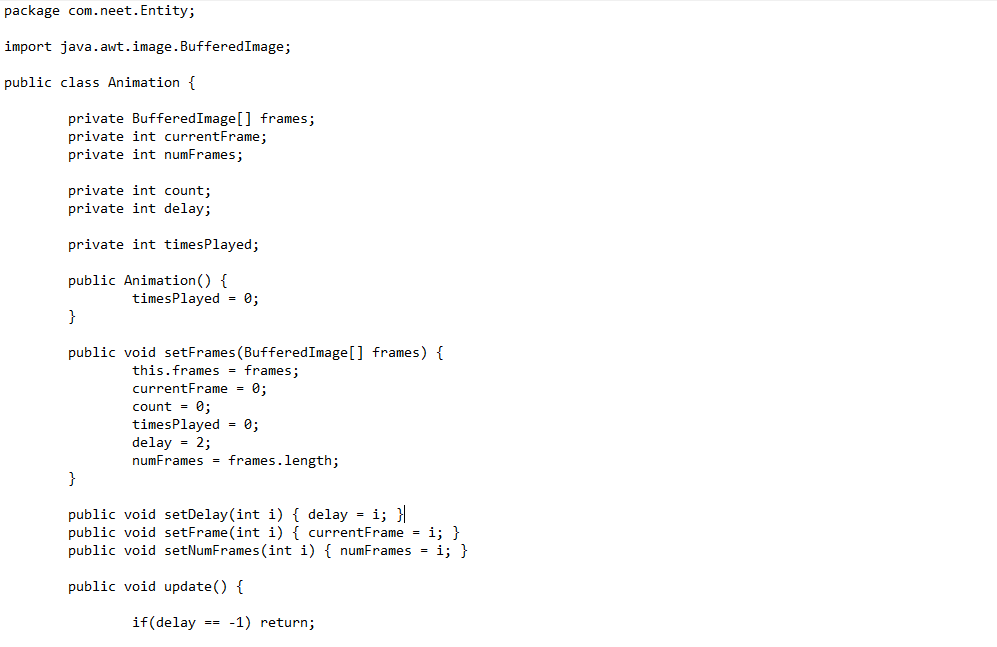 package com.neet.Entity;
import java.awt.image.BufferedImage;
public class Animation {
private BufferedImage[] frames;
private int currentFrame;
private int numFrames;
private int count;
private int delay;
private int timesPlayed;
public Animation() {
timesPlayed = 0;
}
public void setFrames(BufferedImage[] frames) {
this.frames = frames;
currentFrame = 0;
count = 0;
timesPlayed = 0;
delay = 2;
numFrames = frames.length;
}
public void setDelay(int i) { delay = i; }
public void setFrame(int i) { currentFrame = i; }
public void setNumFrames(int i) { numFrames = i; }
public void update() {
if(delay == -1) return;